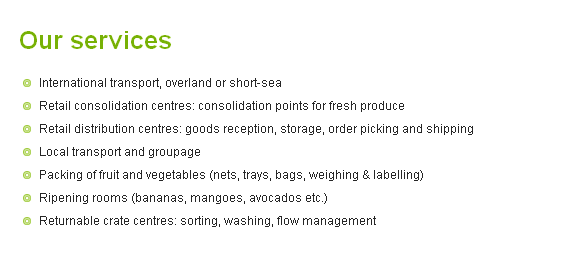 Our services
International transport, overland or short-sea
Retail consolidation centres: consolidation points for fresh produce
Retail distribution centres: goods reception, storage, order picking and shipping
Local transport and groupage
Packing of fruit and vegetables (nets, trays, bags, weighing & labelling)
Ripening rooms (bananas, mangoes, avocados etc.)
Returnable crate centres: sorting, washing, flow management